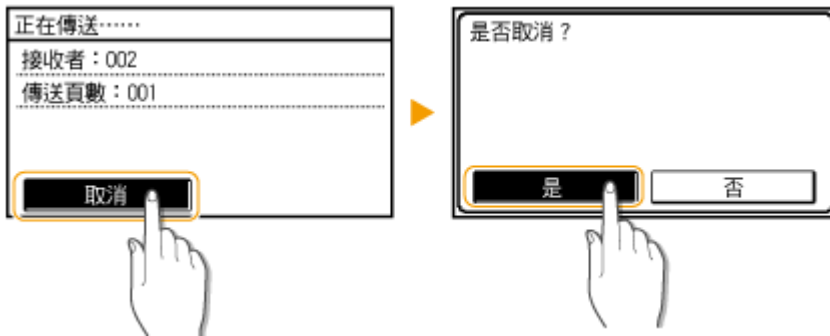 正在傳送……
接收者：002
傳送頁數：001
取消
是否取消？
是
否